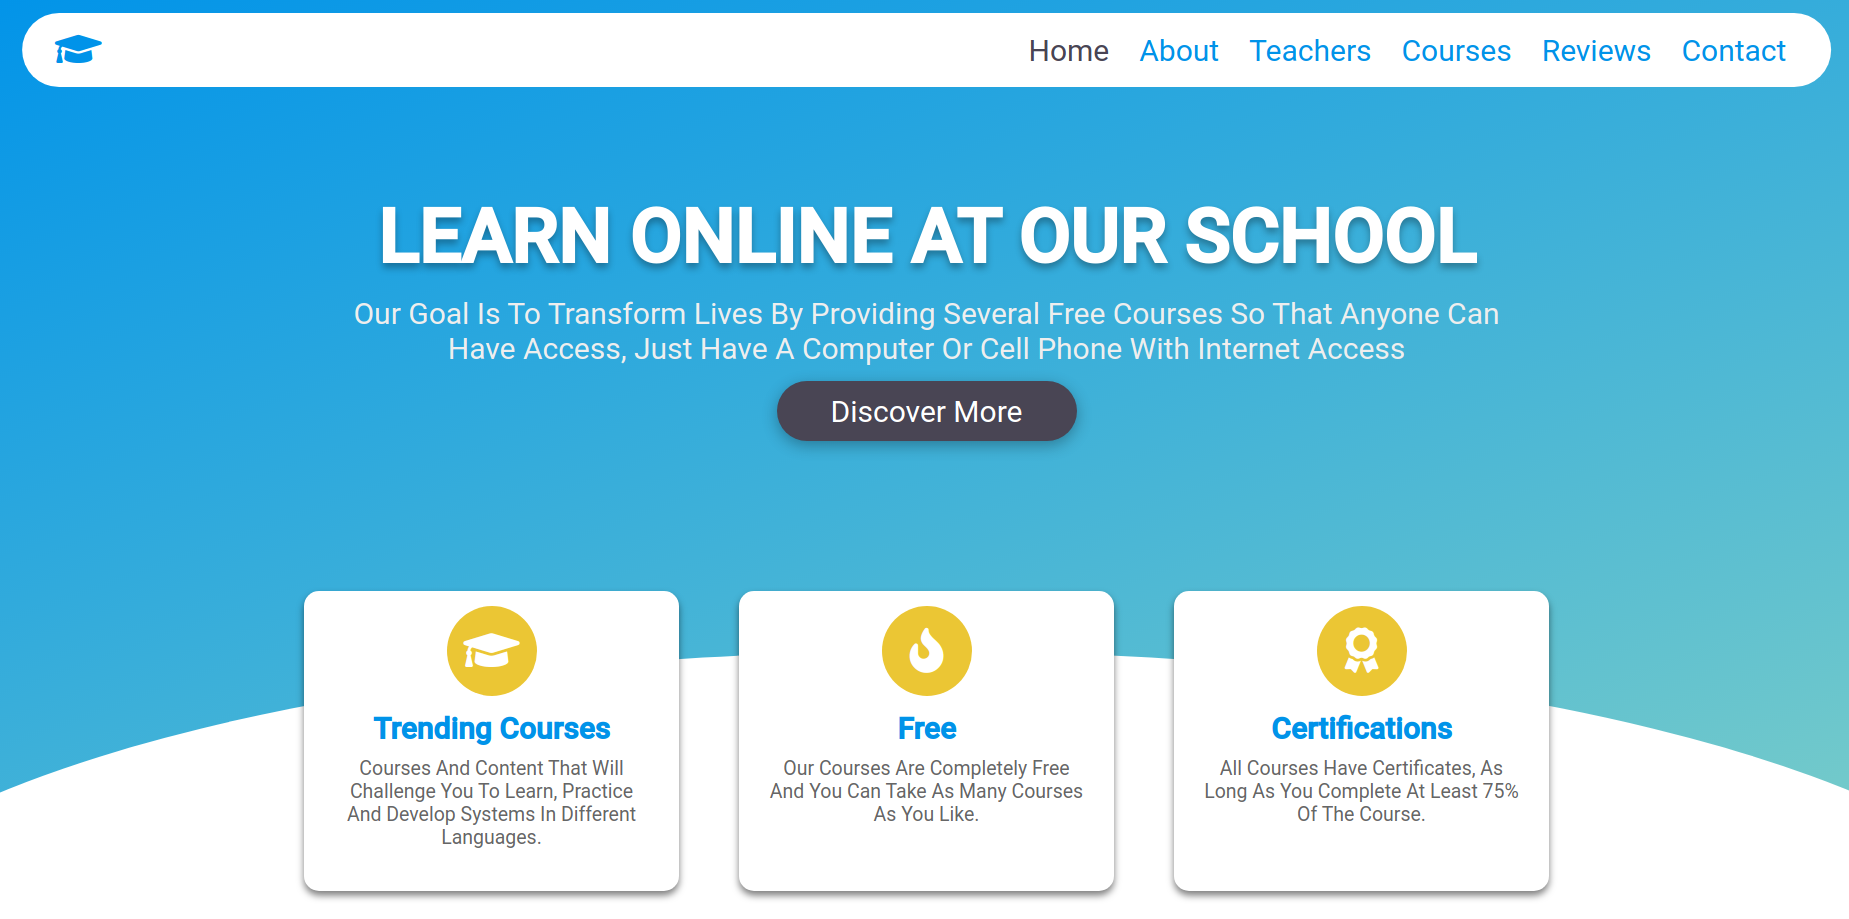 Home About Teachers Courses Reviews Contact
LEARN ONLINE AT OUR SCHOOL
Our Goal Is To Transform Lives By Providing Several Free Courses So That Anyone Can
Have Access, Just Have A Computer Or Cell Phone With Internet Access
Discover More
Trending Courses
Courses And Content That Will
Challenge You To Learn, Practice
And Develop Systems In Different
Languages.
Free
Our Courses Are Completely Free
And You Can Take As Many Courses
As You Like.
Certifications
All Courses Have Certificates, As
Long As You Complete At Least 75%
Of The Course.